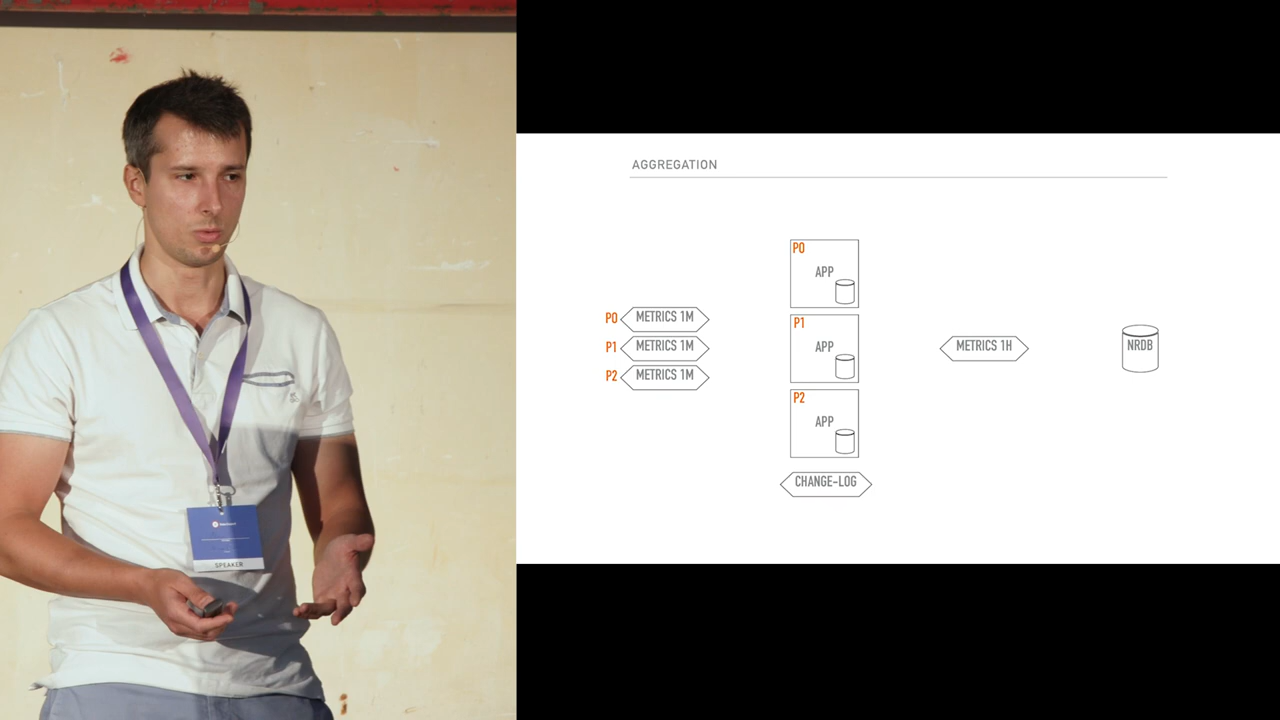 AGGREGATION
P0
APP
P0 METRICS 1M
P1
P1 METRICS 1M
APP
METRICS 1H
NRDB
P2 METRICS 1M
P2
APP
CHANGE-LOG
SPEAKER